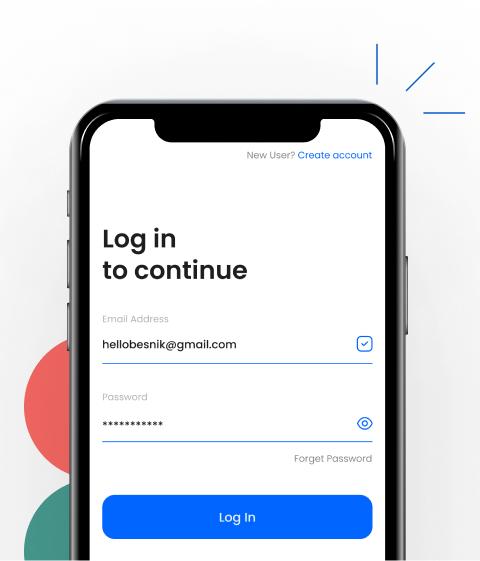 New User? Create account
Log in
to continue
Email Address
hellobesnik@gmail.com
Password
***********
Forget Password
Log In